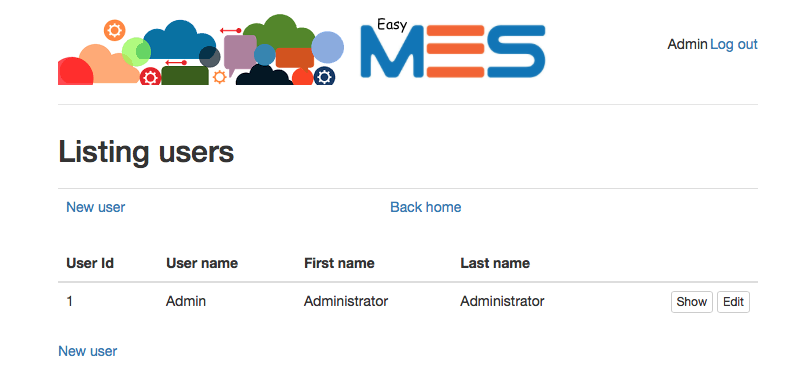 Easy
MES
Admin Log out
Listing users
New user Back home
User Id User name First name Last name
1 Admin Administrator Administrator Show Edit
New user